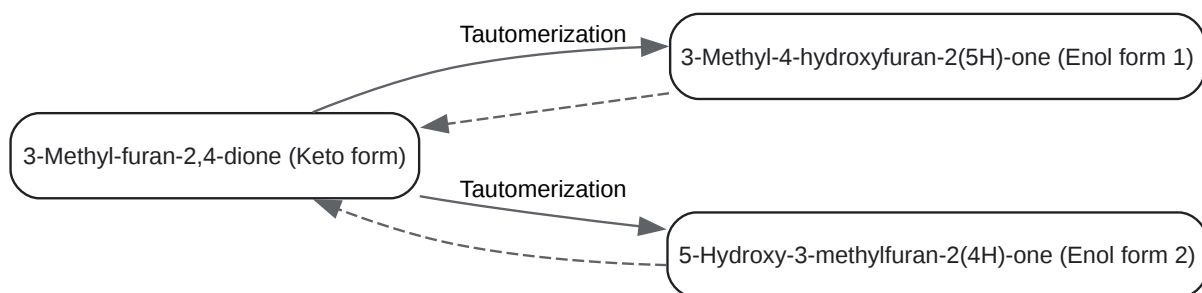 Tautomerization
3-Methyl-4-hydroxyfuran-2(5H)-one (Enol form 1)
3-Methyl-furan-2,4-dione (Keto form)
Tautomerization
5-Hydroxy-3-methylfuran-2(4H)-one (Enol form 2)